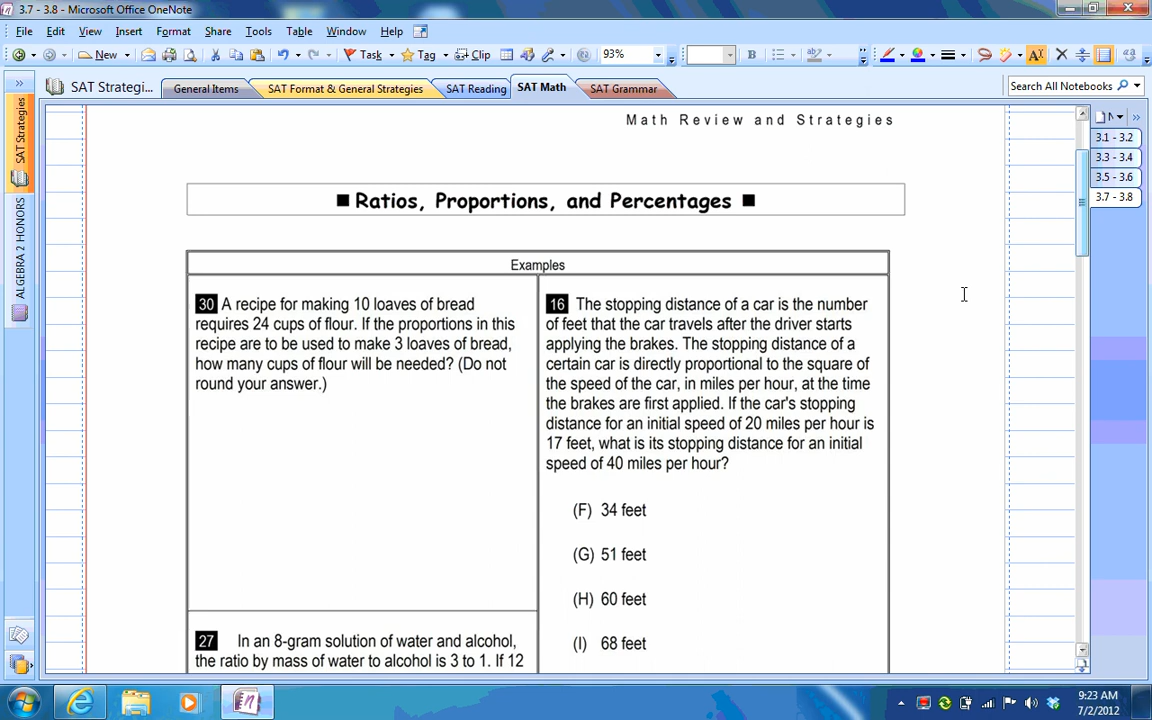 3.7 - 3.8 - Microsoft Office OneNote
File Edit View Insert Format Share Tools Table Window Help
New Task Tag Clip 93%
SAT Strategi... General Items SAT Format & General Strategies SAT Reading SAT Math SAT Grammar Search All Notebooks
SAT Strategies
ALGEBRA 2 HONORS
N
3.1 - 3.2
3.3 - 3.4
3.5 - 3.6
3.7 - 3.8
Math Review and Strategies
■ Ratios, Proportions, and Percentages ■
Examples
30 A recipe for making 10 loaves of bread
requires 24 cups of flour. If the proportions in this
recipe are to be used to make 3 loaves of bread,
how many cups of flour will be needed? (Do not
round your answer.)
27 In an 8-gram solution of water and alcohol,
the ratio by mass of water to alcohol is 3 to 1. If 12
16 The stopping distance of a car is the number
of feet that the car travels after the driver starts
applying the brakes. The stopping distance of a
certain car is directly proportional to the square of
the speed of the car, in miles per hour, at the time
the brakes are first applied. If the car's stopping
distance for an initial speed of 20 miles per hour is
17 feet, what is its stopping distance for an initial
speed of 40 miles per hour?
(F) 34 feet
(G) 51 feet
(H) 60 feet
(I) 68 feet
9:23 AM
7/2/2012